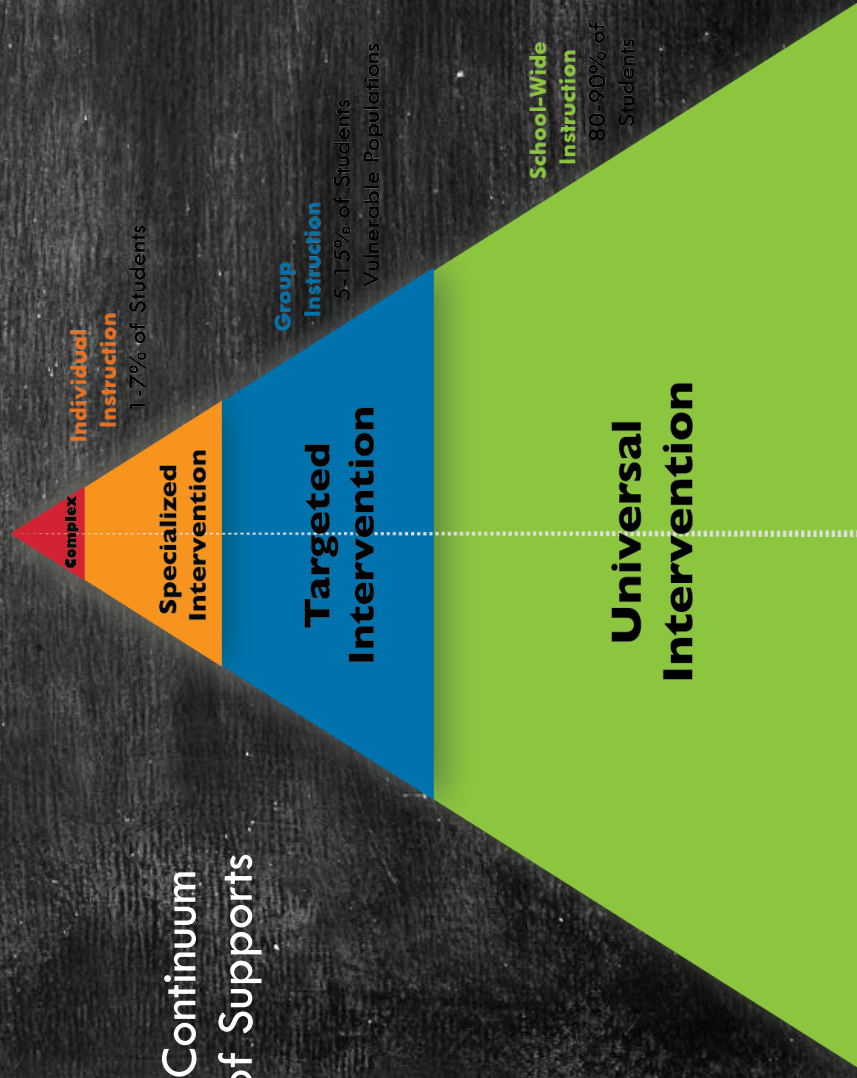 Continuum
of Supports
Complex
Specialized
Intervention
Targeted
Intervention
Universal
Intervention
Individual
Instruction
1-7% of Students
Group
Instruction
5-15% of Students
Vulnerable Populations
School-Wide
Instruction
80-90% of
Students